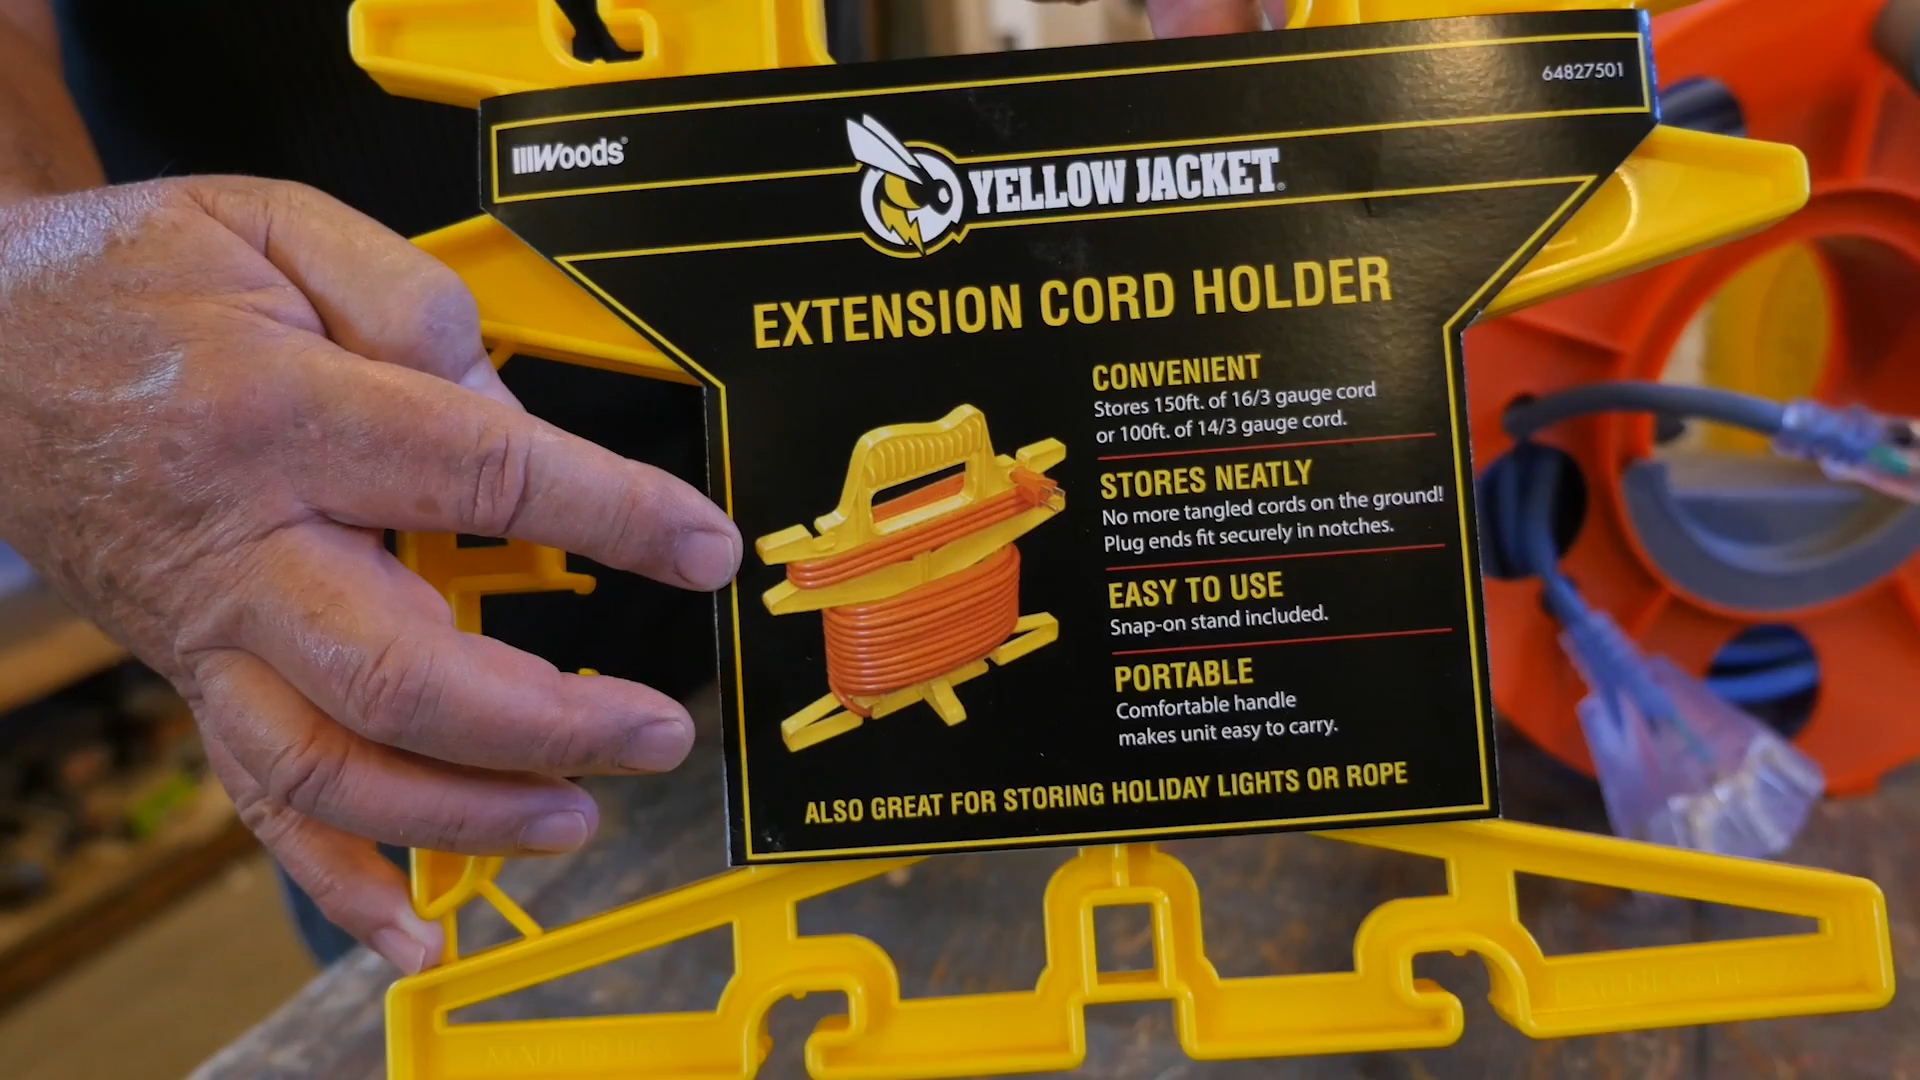 64827501
Woods®
YELLOW JACKET®
EXTENSION CORD HOLDER
CONVENIENT
Stores 150ft. of 16/3 gauge cord
or 100ft. of 14/3 gauge cord.
STORES NEATLY
No more tangled cords on the ground!
Plug ends fit securely in notches.
EASY TO USE
Snap-on stand included.
PORTABLE
Comfortable handle
makes unit easy to carry.
ALSO GREAT FOR STORING HOLIDAY LIGHTS OR ROPE
MADE IN